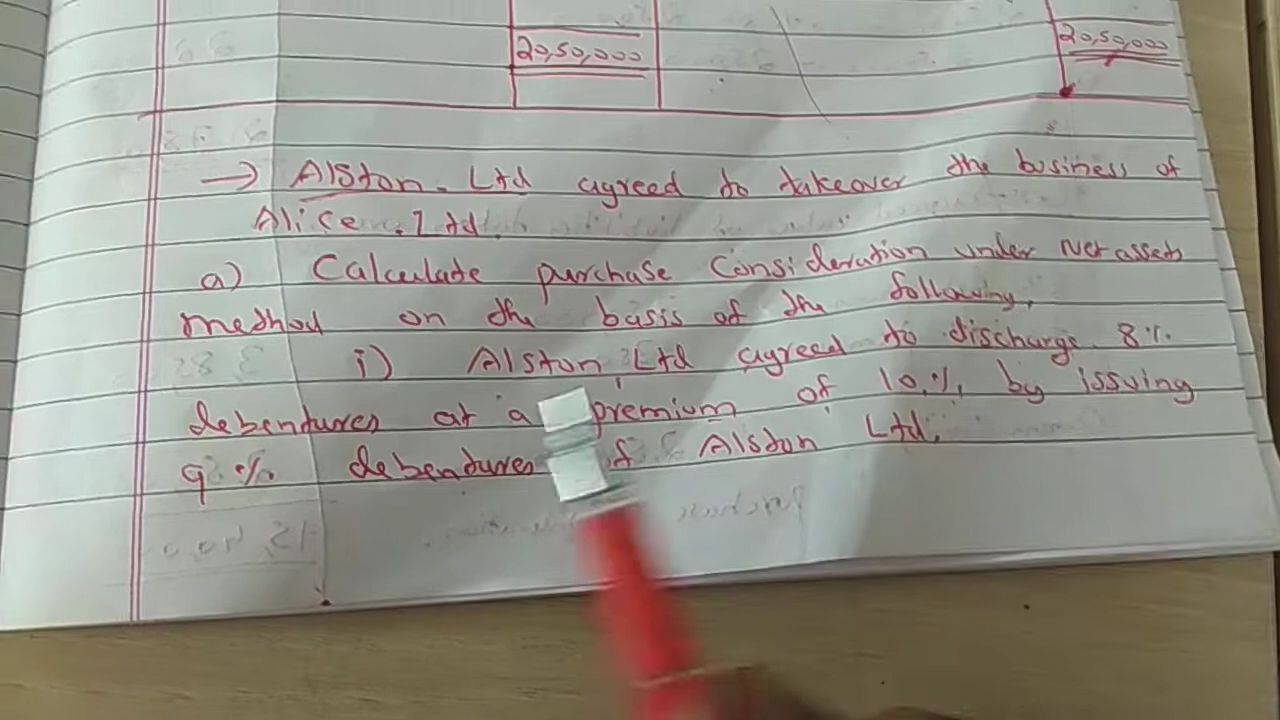 20,50,000 20,50,000
→ Alston. Ltd agreed to takeover the business of
Alice. Ltd.
a) Calculate purchase Consideration under Net assets
method on the basis of the following,
i) Alston Ltd agreed to discharge 8%
debentures at a premium of 10% by issuing
9% debentures of Alston Ltd.